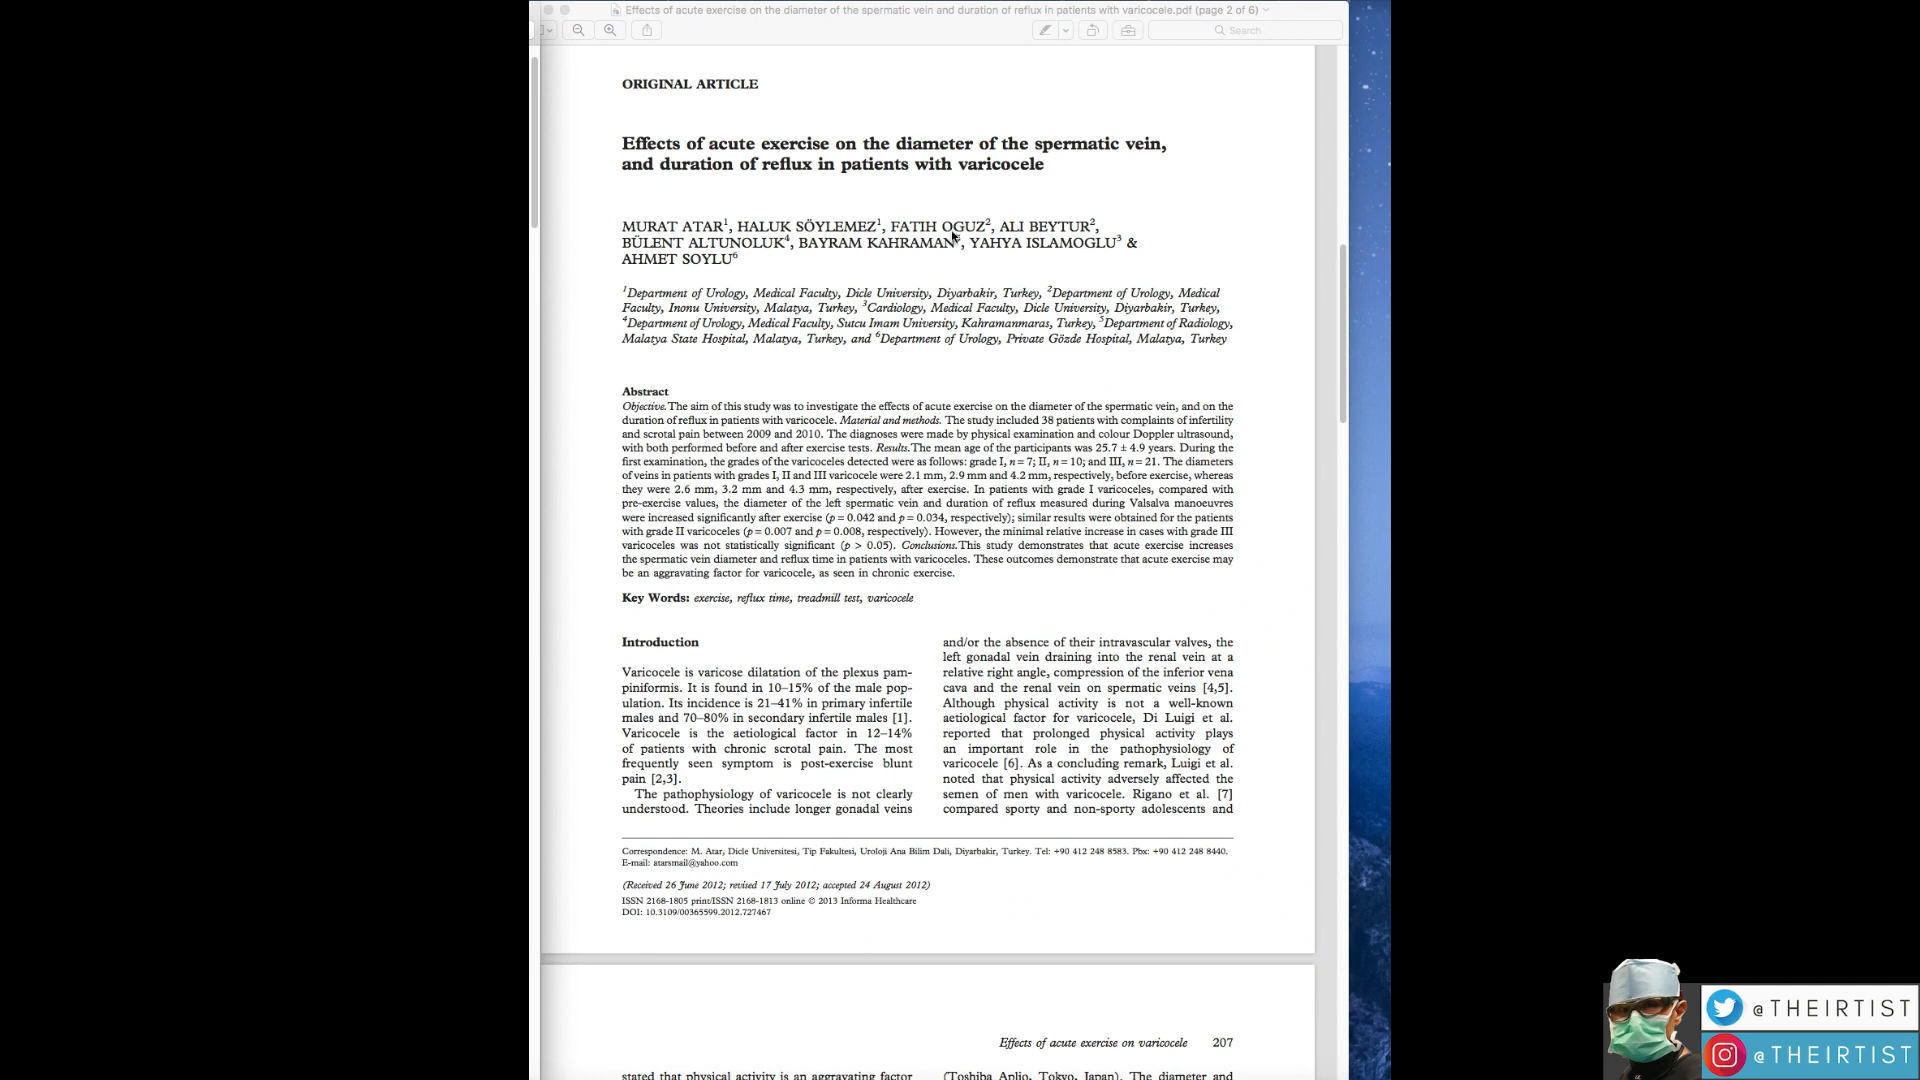 Effects of acute exercise on the diameter of the spermatic vein and duration of reflux in patients with varicocele.pdf (page 2 of 6)
Search
ORIGINAL ARTICLE
Effects of acute exercise on the diameter of the spermatic vein,
and duration of reflux in patients with varicocele
MURAT ATAR1, HALUK SÖYLEMEZ1, FATIH OGUZ2, ALI BEYTUR2,
BÜLENT ALTUNOLUK4, BAYRAM KAHRAMAN, YAHYA ISLAMOGLU3 &
AHMET SOYLU6
1Department of Urology, Medical Faculty, Dicle University, Diyarbakir, Turkey, 2Department of Urology, Medical
Faculty, Inonu University, Malatya, Turkey, 3Cardiology, Medical Faculty, Dicle University, Diyarbakir, Turkey,
4Department of Urology, Medical Faculty, Sutcu Imam University, Kahramanmaras, Turkey, 5Department of Radiology,
Malatya State Hospital, Malatya, Turkey, and 6Department of Urology, Private Gözde Hospital, Malatya, Turkey
Abstract
Objective. The aim of this study was to investigate the effects of acute exercise on the diameter of the spermatic vein, and on the
duration of reflux in patients with varicocele. Material and methods. The study included 38 patients with complaints of infertility
and scrotal pain between 2009 and 2010. The diagnoses were made by physical examination and colour Doppler ultrasound,
with both performed before and after exercise tests. Results. The mean age of the participants was 25.7 ± 4.9 years. During the
first examination, the grades of the varicoceles detected were as follows: grade I, n = 7; II, n = 10; and III, n = 21. The diameters
of veins in patients with grades I, II and III varicocele were 2.1 mm, 2.9 mm and 4.2 mm, respectively, before exercise, whereas
they were 2.6 mm, 3.2 mm and 4.3 mm, respectively, after exercise. In patients with grade I varicoceles, compared with
pre-exercise values, the diameter of the left spermatic vein and duration of reflux measured during Valsalva manoeuvres
were increased significantly after exercise (p = 0.042 and p = 0.034, respectively); similar results were obtained for the patients
with grade II varicoceles (p = 0.007 and p = 0.008, respectively). However, the minimal relative increase in cases with grade III
varicoceles was not statistically significant (p > 0.05). Conclusions. This study demonstrates that acute exercise increases
the spermatic vein diameter and reflux time in patients with varicoceles. These outcomes demonstrate that acute exercise may
be an aggravating factor for varicocele, as seen in chronic exercise.
Key Words: exercise, reflux time, treadmill test, varicocele
Introduction
Varicocele is varicose dilatation of the plexus pam-
piniformis. It is found in 10–15% of the male pop-
ulation. Its incidence is 21–41% in primary infertile
males and 70–80% in secondary infertile males [1].
Varicocele is the aetiological factor in 12–14%
of patients with chronic scrotal pain. The most
frequently seen symptom is post-exercise blunt
pain [2,3].
The pathophysiology of varicocele is not clearly
understood. Theories include longer gonadal veins
and/or the absence of their intravascular valves, the
left gonadal vein draining into the renal vein at a
relative right angle, compression of the inferior vena
cava and the renal vein on spermatic veins [4,5].
Although physical activity is not a well-known
aetiological factor for varicocele, Di Luigi et al.
reported that prolonged physical activity plays
an important role in the pathophysiology of
varicocele [6]. As a concluding remark, Luigi et al.
noted that physical activity adversely affected the
semen of men with varicocele. Rigano et al. [7]
compared sporty and non-sporty adolescents and
Correspondence: M. Atar, Dicle Universitesi, Tip Fakultesi, Uroloji Ana Bilim Dali, Diyarbakir, Turkey. Tel: +90 412 248 8583. Pbx: +90 412 248 8440.
E-mail: atarsmail@yahoo.com
(Received 26 June 2012; revised 17 July 2012; accepted 24 August 2012)
ISSN 2168-1805 print/ISSN 2168-1813 online © 2013 Informa Healthcare
DOI: 10.3109/00365599.2012.727467
Effects of acute exercise on varicocele 207
stated that physical activity is an aggravating factor
(Toshiba Aplio, Tokyo, Japan). The diameter and
@THEIRTIST
@THEIRTIST